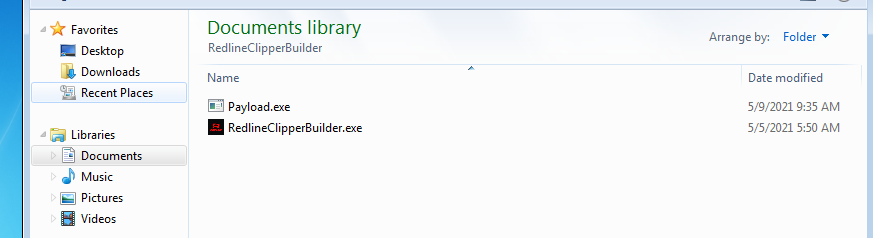 Favorites
Desktop
Downloads
Recent Places
Libraries
Documents
Music
Pictures
Videos
Documents library
RedlineClipperBuilder
Arrange by: Folder
Name Date modified
Payload.exe 5/9/2021 9:35 AM
RedlineClipperBuilder.exe 5/5/2021 5:50 AM